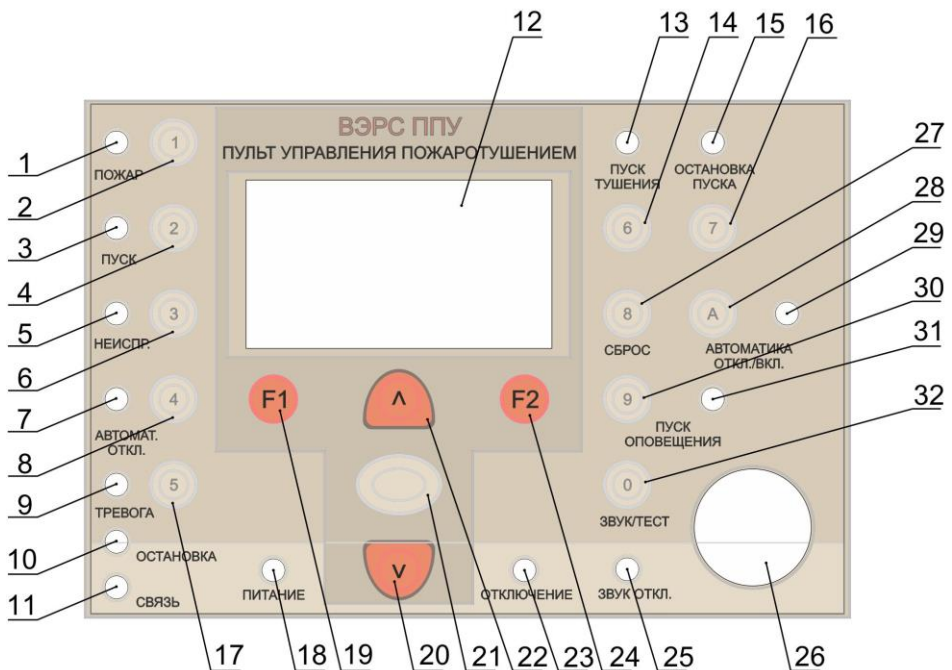 12 13 14 15 16
ВЭРС ППУ
ПУЛЬТ УПРАВЛЕНИЯ ПОЖАРОТУШЕНИЕМ
1
1
ПОЖАР
2
3
2
ПУСК
4
5
3
НЕИСПР.
6
7
4
АВТОМАТ.
ОТКЛ.
8
9
5
ТРЕВОГА
10
ОСТАНОВКА
11
СВЯЗЬ
F1
^
F2
v
ПИТАНИЕ
ОТКЛЮЧЕНИЕ
ПУСК
ТУШЕНИЯ
ОСТАНОВКА
ПУСКА
6
7
8
СБРОС
A
АВТОМАТИКА
ОТКЛ./ВКЛ.
9
ПУСК
ОПОВЕЩЕНИЯ
0
ЗВУК/ТЕСТ
ЗВУК ОТКЛ.
27
28
29
30
31
32
17 18 19 20 21 22 23 24 25 26